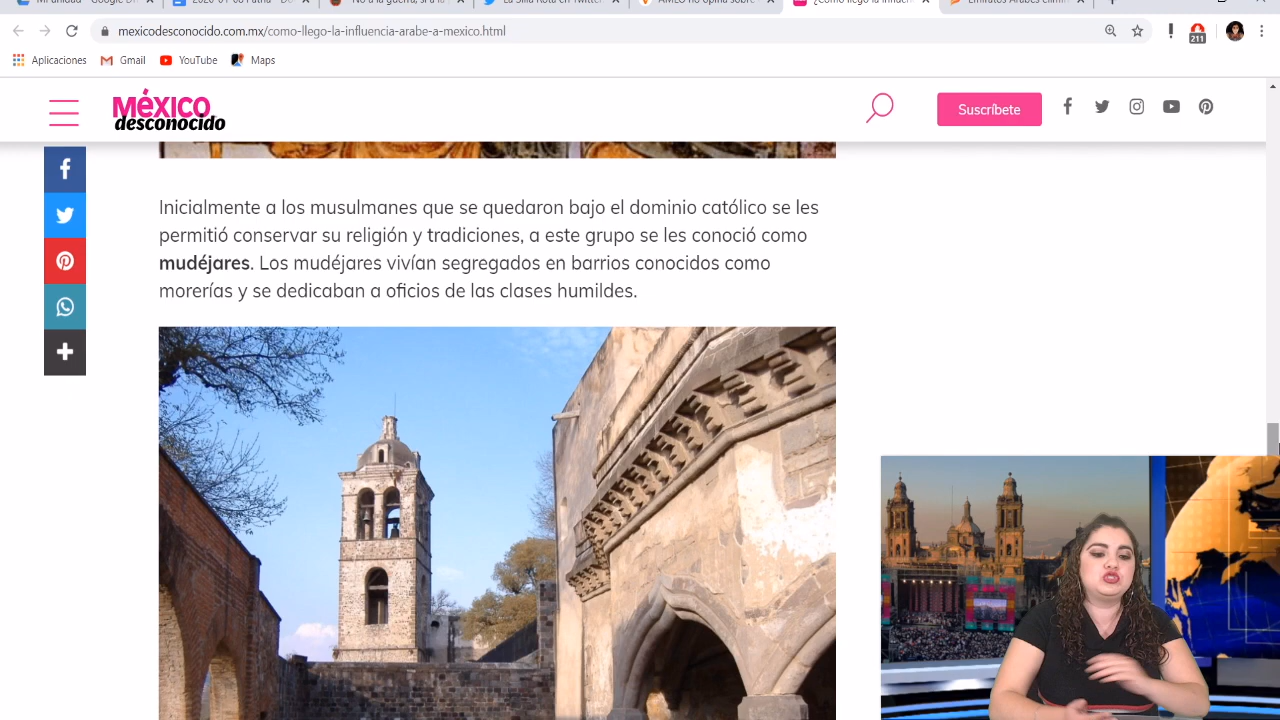 mexicodesconocido.com.mx/como-llego-la-influencia-arabe-a-mexico.html
211
Aplicaciones Gmail YouTube Maps
México
desconocido
Suscríbete
Inicialmente a los musulmanes que se quedaron bajo el dominio católico se les
permitió conservar su religión y tradiciones, a este grupo se les conoció como
mudéjares. Los mudéjares vivían segregados en barrios conocidos como
morerías y se dedicaban a oficios de las clases humildes.